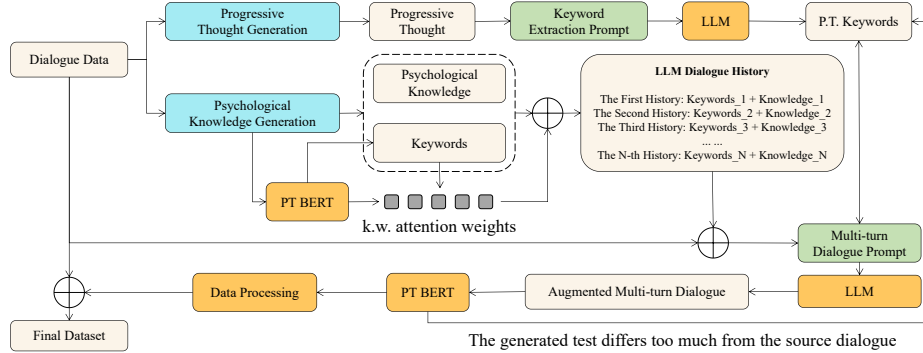 Progressive
Thought Generation
Progressive
Thought
Keyword
Extraction Prompt
LLM
P.T. Keywords
Dialogue Data
Psychological
Knowledge Generation
Psychological
Knowledge
Keywords
PT BERT
k.w. attention weights
LLM Dialogue History
The First History: Keywords_1 + Knowledge_1
The Second History: Keywords_2 + Knowledge_2
The Third History: Keywords_3 + Knowledge_3
... ...
The N-th History: Keywords_N + Knowledge_N
Multi-turn
Dialogue Prompt
LLM
Augmented Multi-turn Dialogue
PT BERT
Data Processing
Final Dataset
The generated test differs too much from the source dialogue